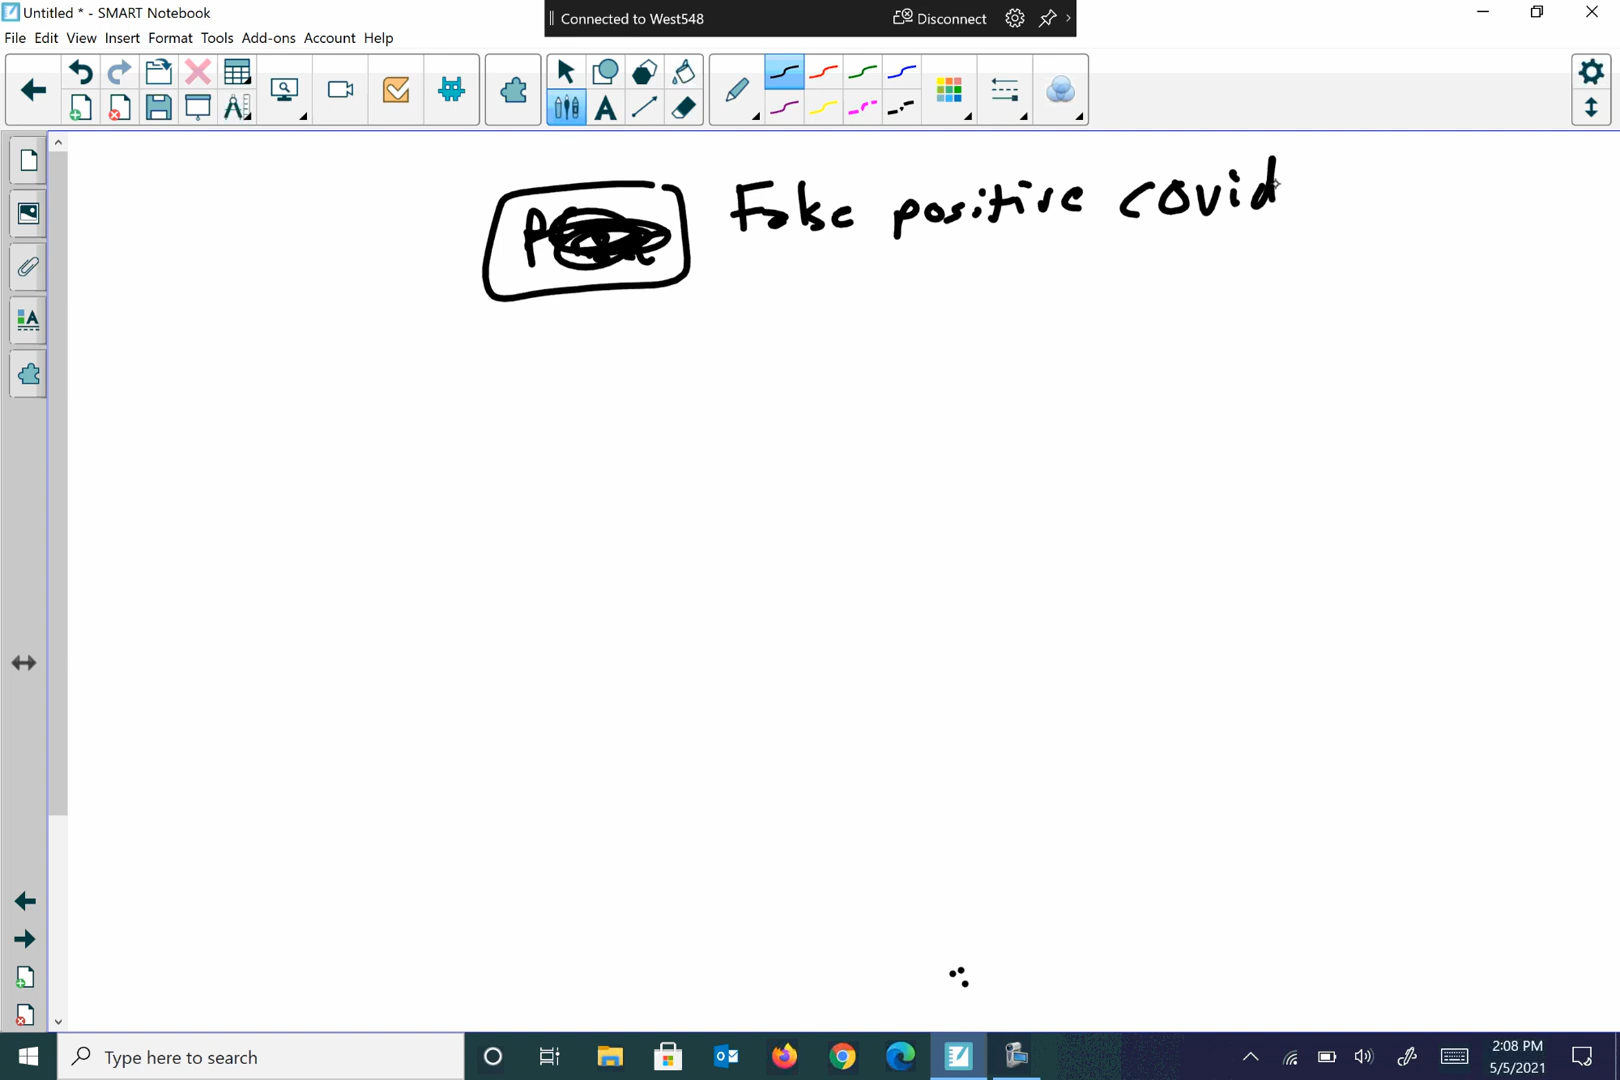 Untitled * - SMART Notebook
Connected to West548
Disconnect
File Edit View Insert Format Tools Add-ons Account Help
Fake positive covid
Type here to search
2:08 PM
5/5/2021